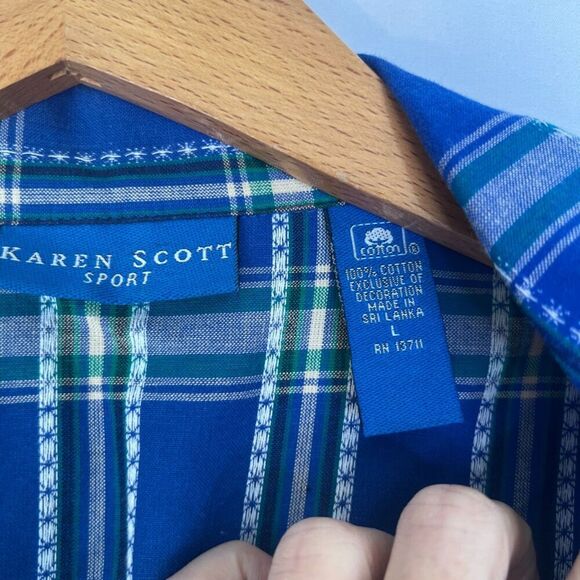 KAREN SCOTT
SPORT
cotton ®
100% COTTON
EXCLUSIVE OF
DECORATION
MADE IN
SRI LANKA
L
RN 13711